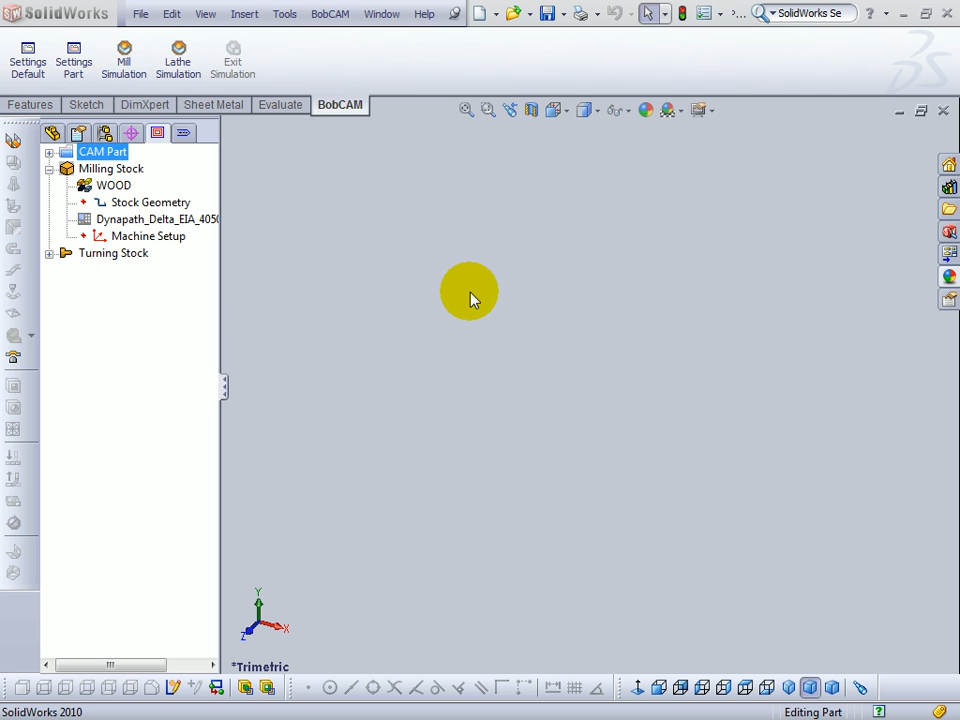 SolidWorks File Edit View Insert Tools BobCAM Window Help ... SolidWorks Se ?
Settings Default
Settings Part
Mill Simulation
Lathe Simulation
Exit Simulation
Features Sketch DimXpert Sheet Metal Evaluate BobCAM
CAM Part
Milling Stock
WOOD
Stock Geometry
Dynapath_Delta_EIA_4050
Machine Setup
Turning Stock
Y
X
Z
*Trimetric
SolidWorks 2010 Editing Part ?